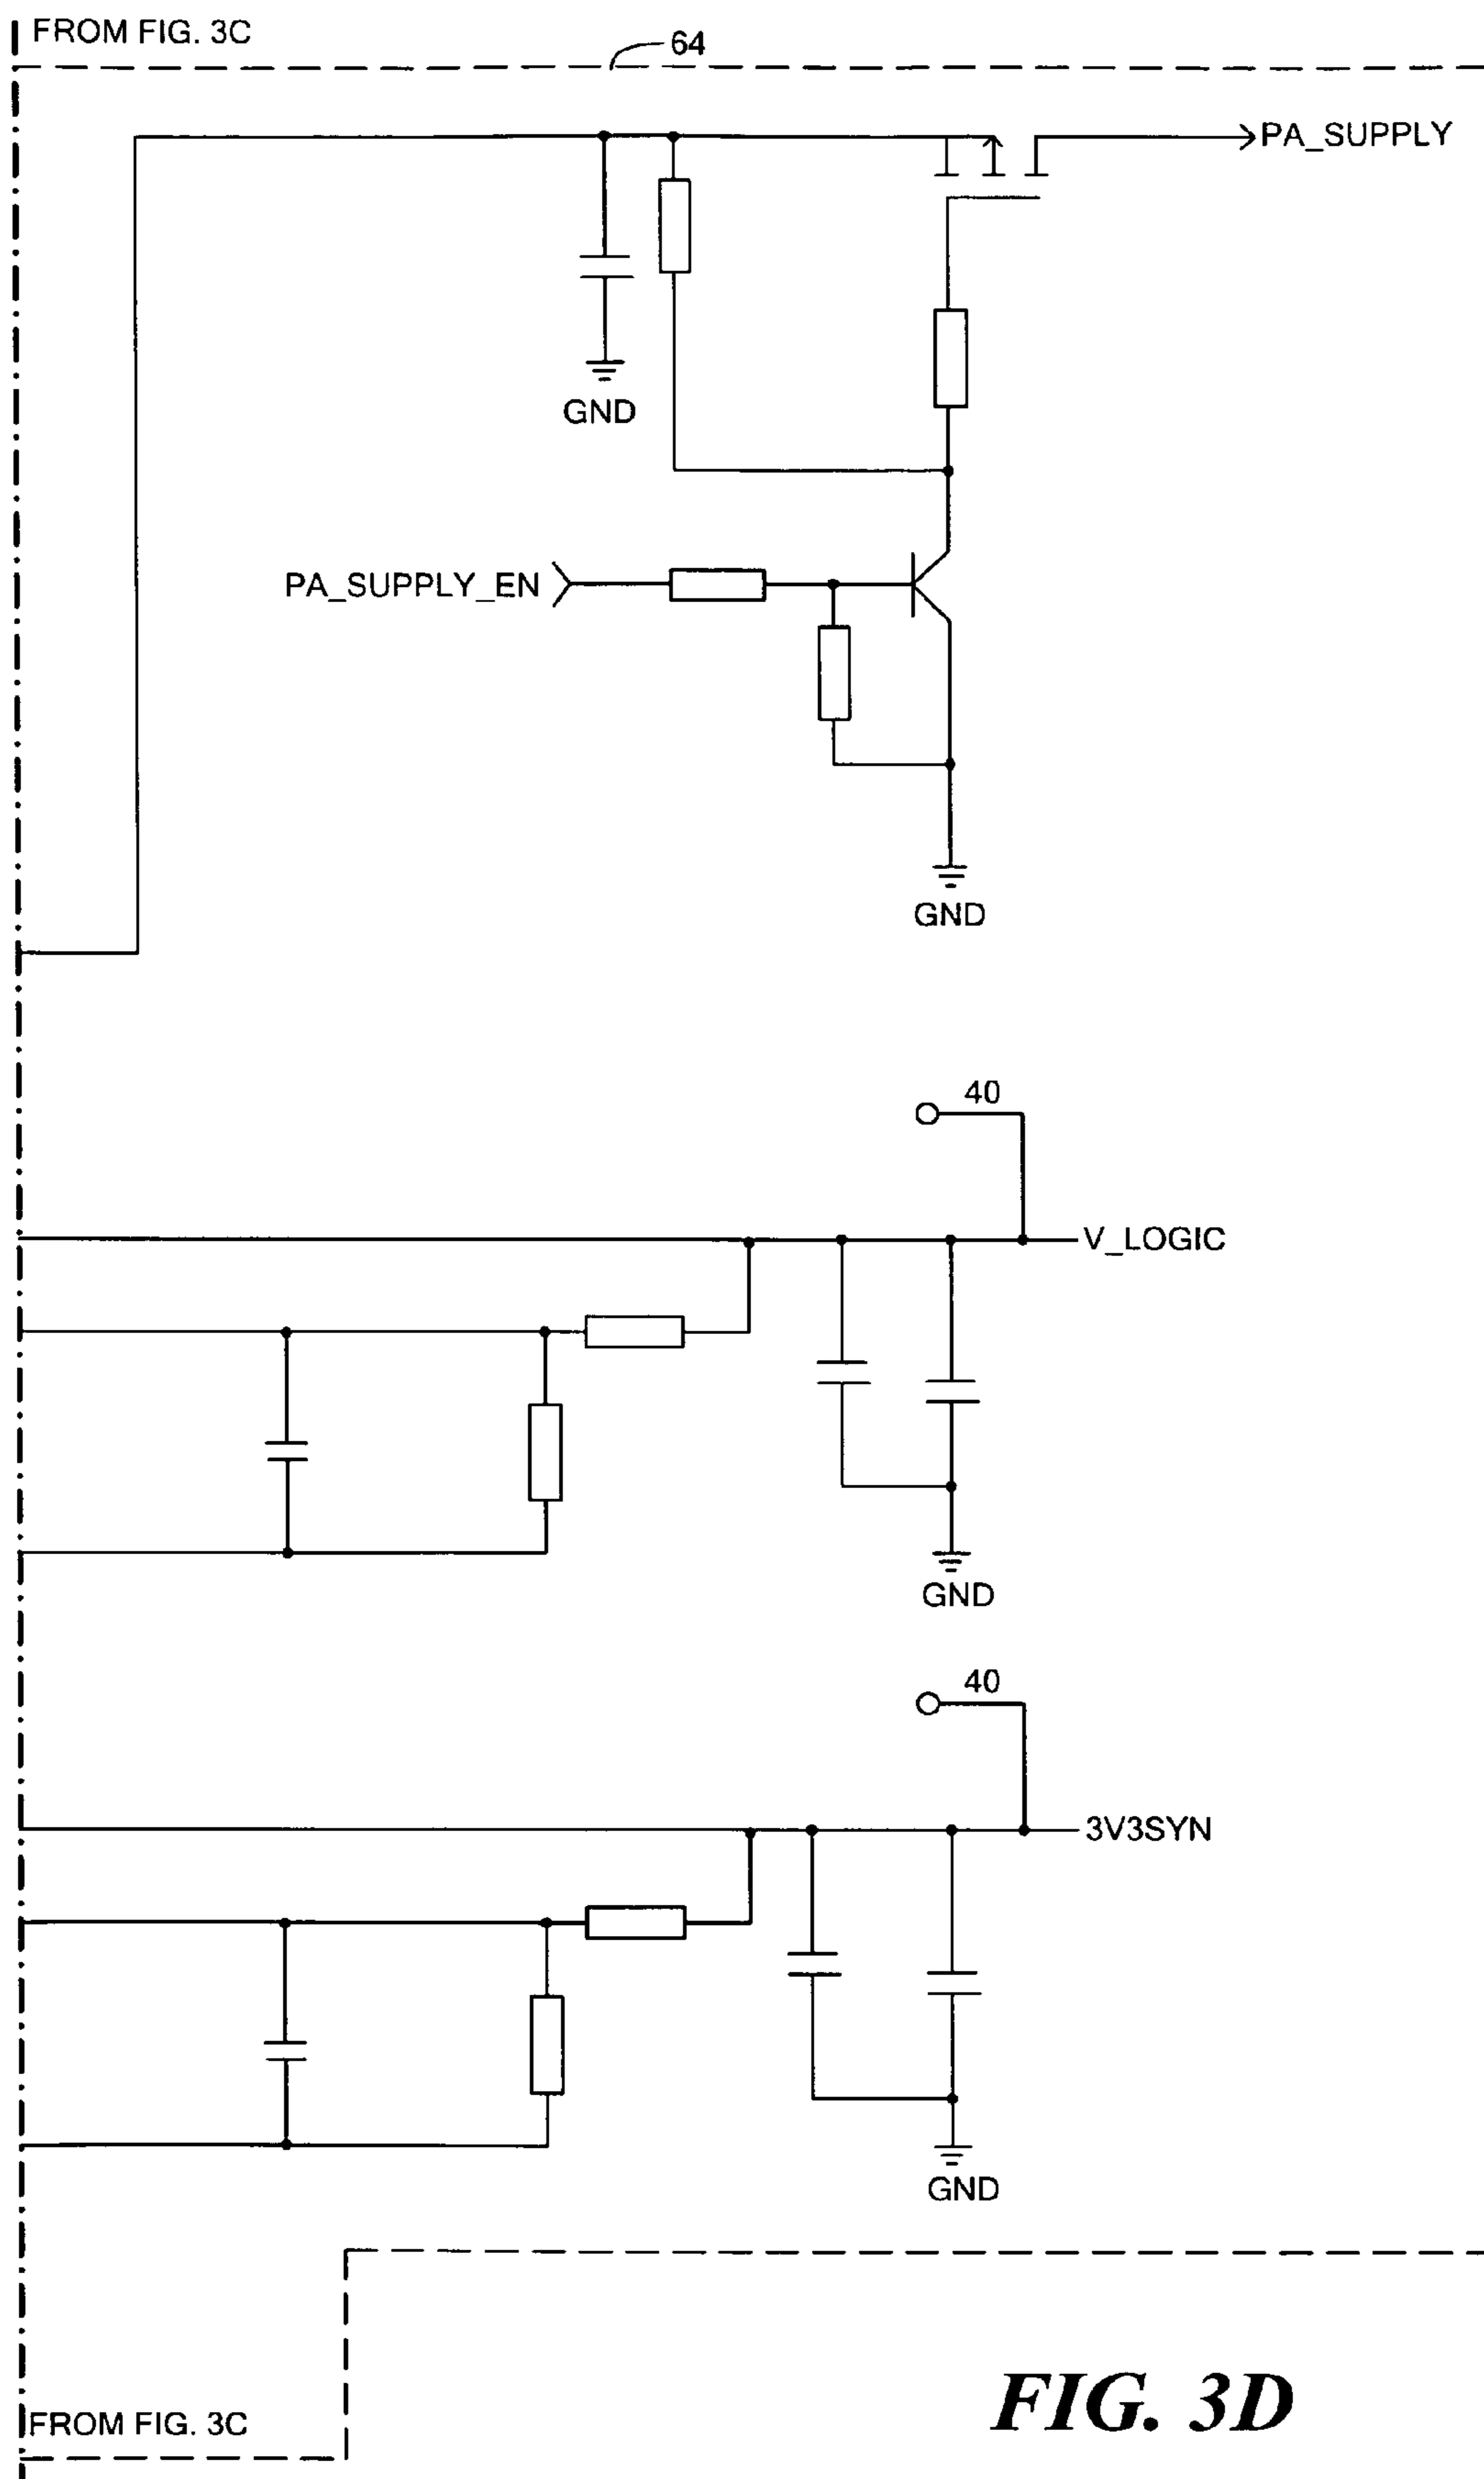 FROM FIG. 3C
64
PA_SUPPLY
GND
PA_SUPPLY_EN
GND
40
V_LOGIC
GND
40
3V3SYN
GND
FROM FIG. 3C
FIG. 3D